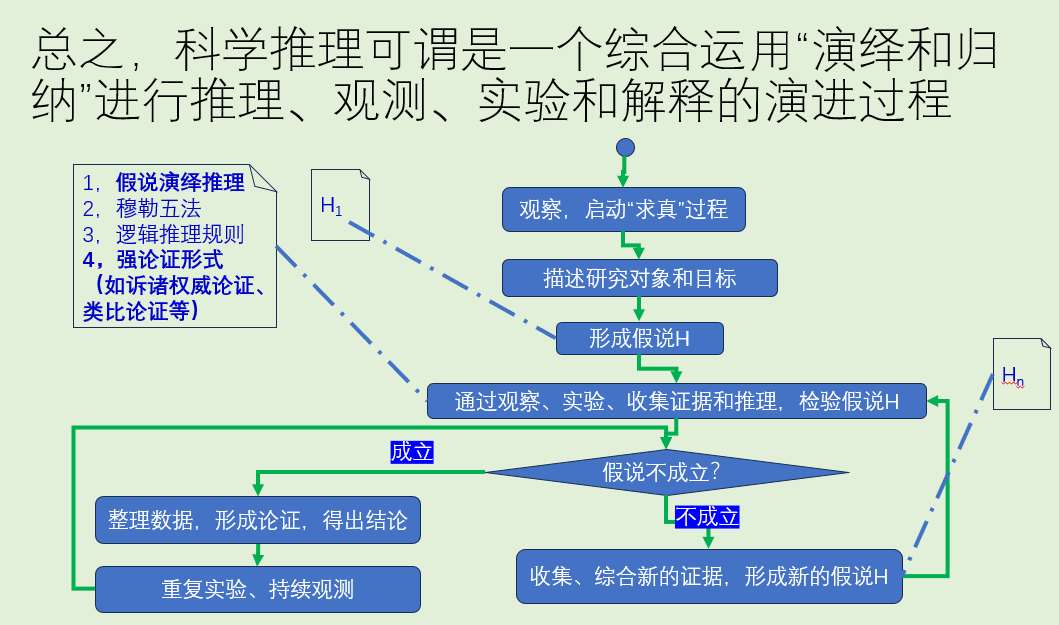 总之，科学推理可谓是一个综合运用“演绎和归
纳”进行推理、观测、实验和解释的演进过程
1，假说演绎推理
2，穆勒五法
3，逻辑推理规则
4，强论证形式
（如诉诸权威论证、
类比论证等）
H1
观察，启动“求真”过程
描述研究对象和目标
形成假说H
通过观察、实验、收集证据和推理，检验假说H
Hn
假说不成立？
成立
不成立
整理数据，形成论证，得出结论
重复实验、持续观测
收集、综合新的证据，形成新的假说H